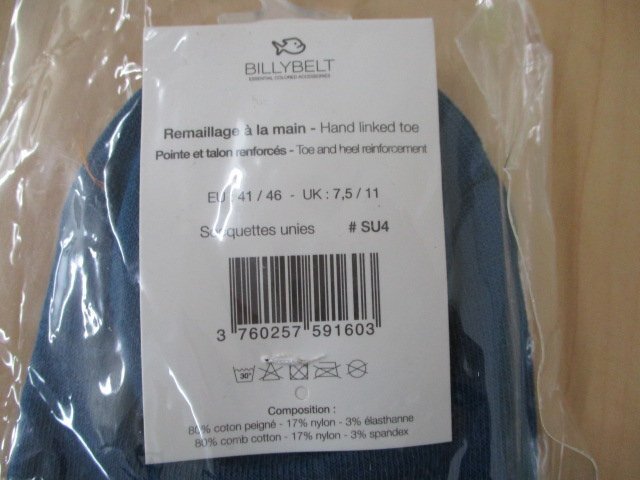 BILLYBELT
ESSENTIAL COLORED ACCESSORIES
Remaillage à la main - Hand linked toe
Pointe et talon renforcés - Toe and heel reinforcement
EU : 41 / 46 - UK : 7,5 / 11
Socquettes unies # SU4
3 760257 591603
30°
Composition :
80% coton peigné - 17% nylon - 3% élasthanne
80% comb cotton - 17% nylon - 3% spandex